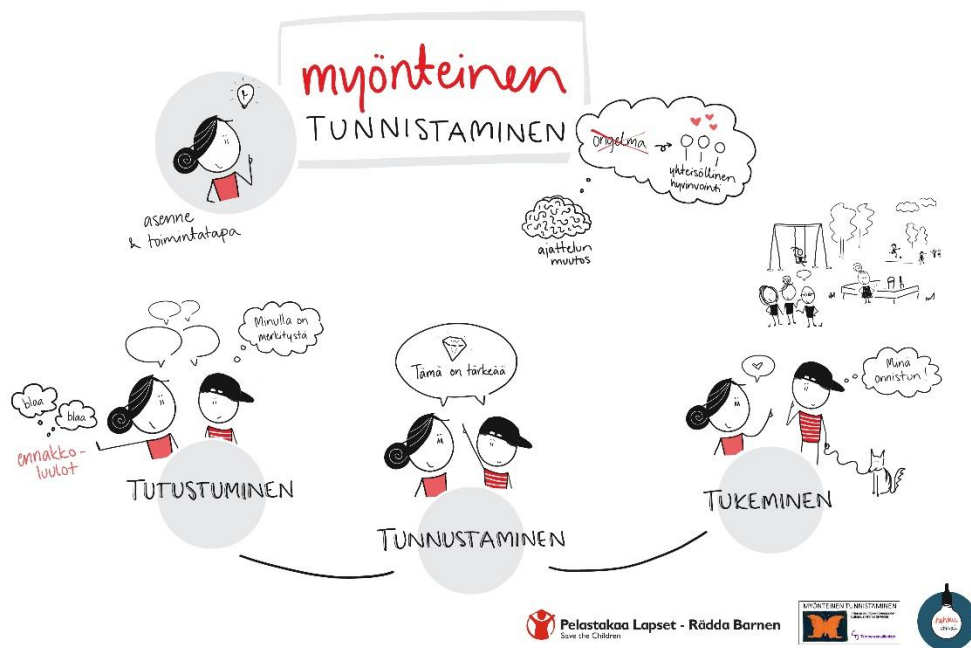 myönteinen
TUNNISTAMINEN
asenne
& toimintatapa
ongelma
yhteisöllinen
hyvinvointi
ajattelun
muutos
Minulla on
merkitystä
blaa
blaa
ennakko-
luulot
TUTUSTUMINEN
Tämä on tärkeää
TUNNUSTAMINEN
Minä
onnistun!
TUKEMINEN
Pelastakaa Lapset - Rädda Barnen
Save the Children
MYÖNTEINEN TUNNISTAMINEN